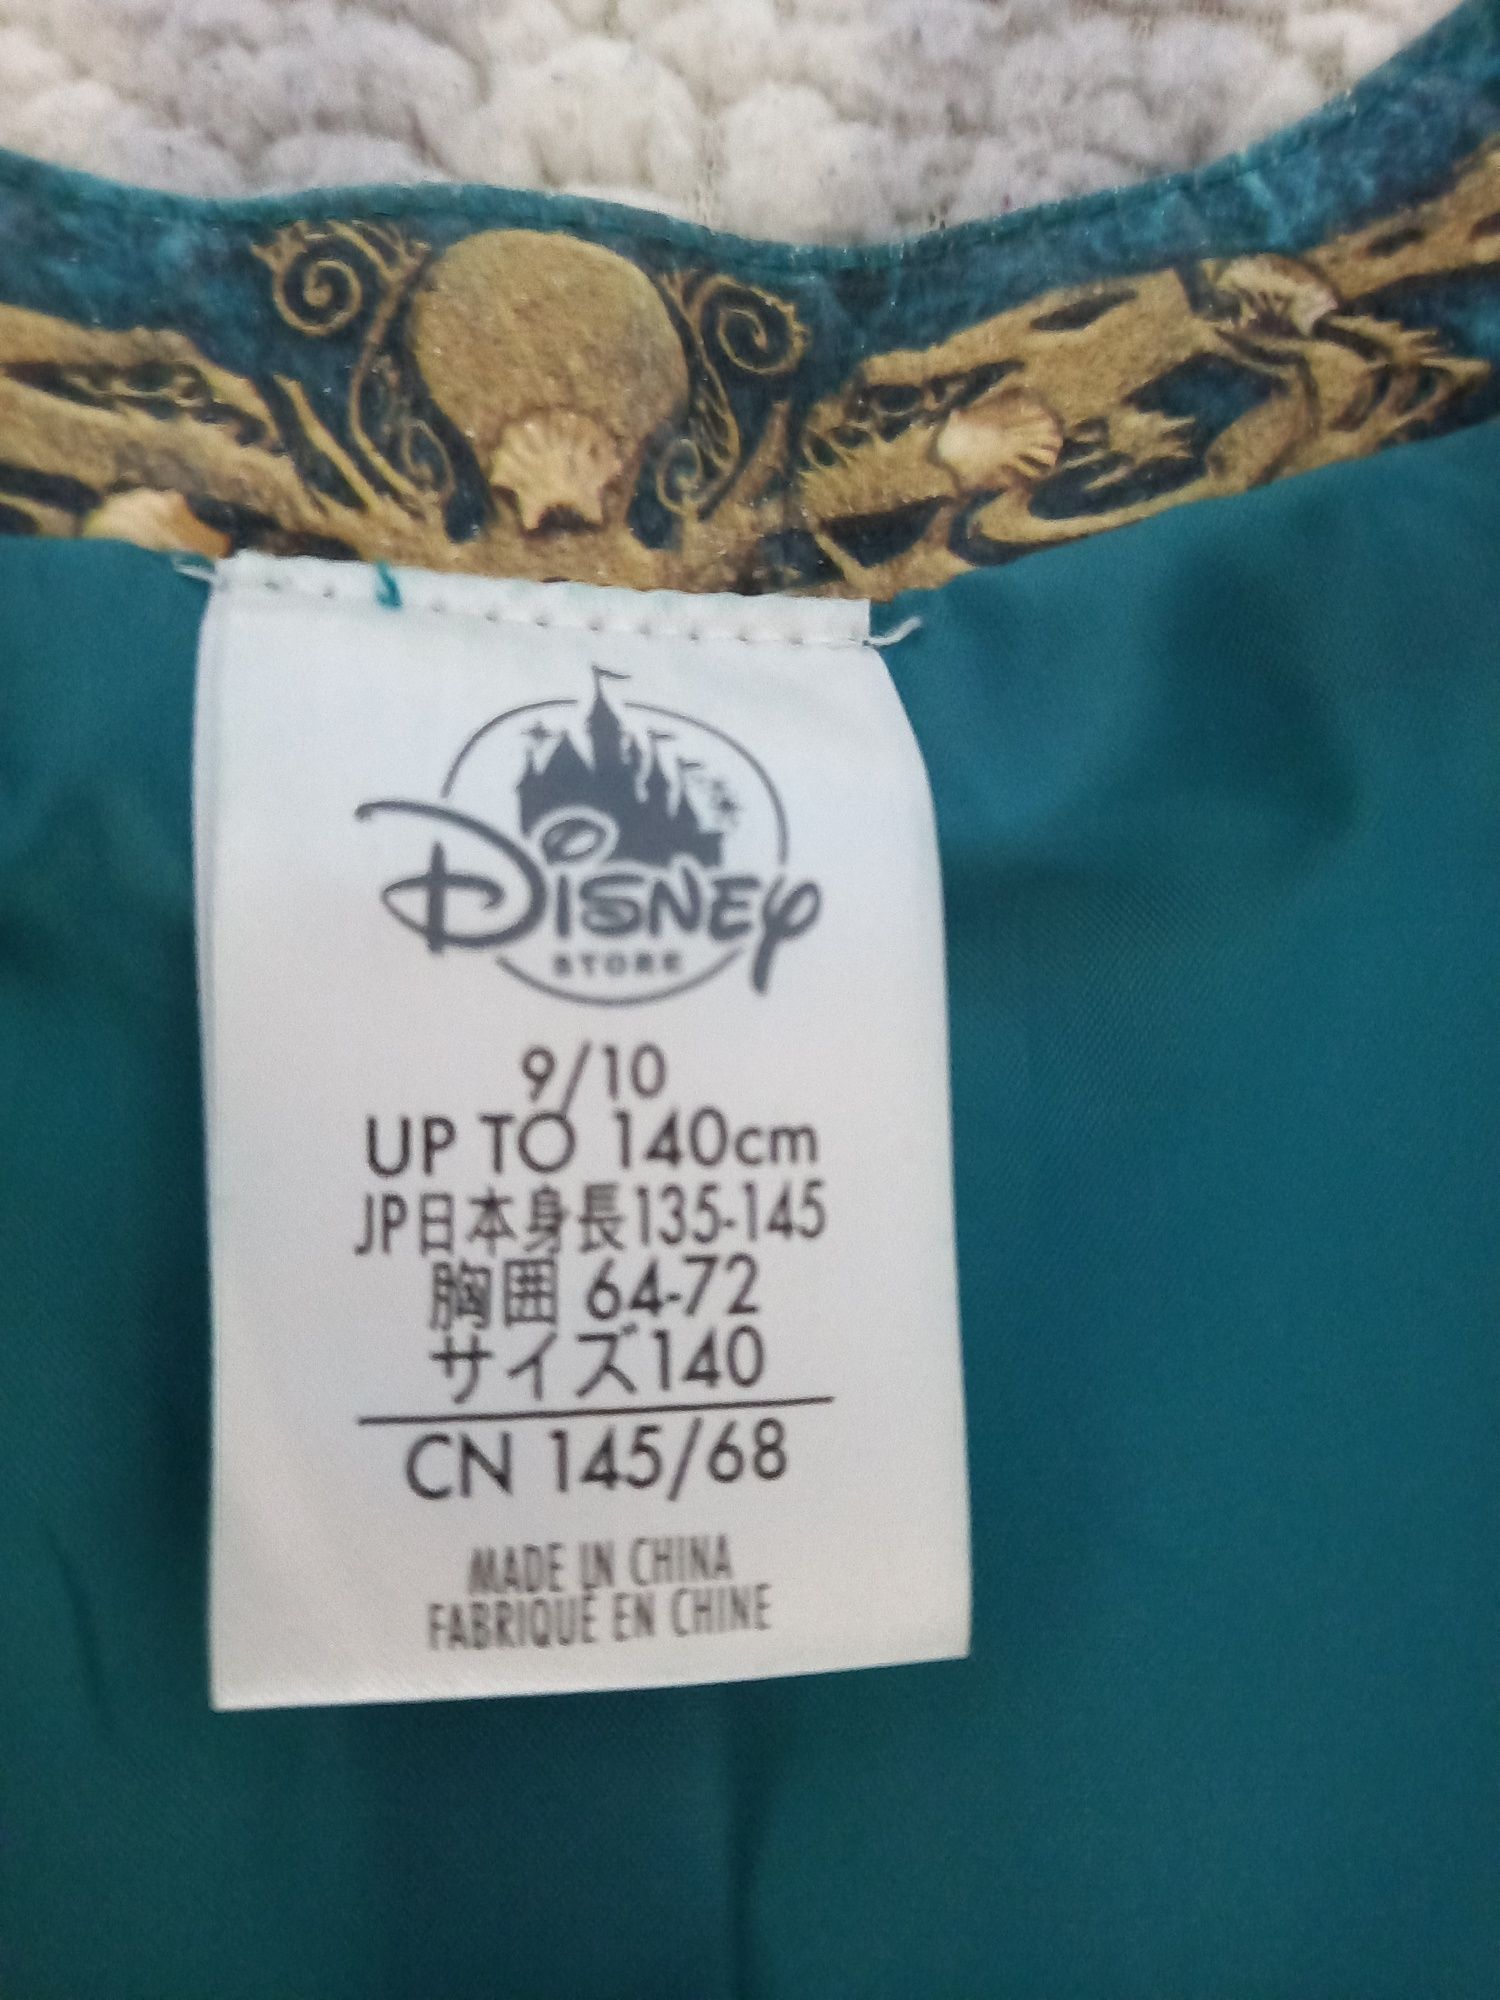 DISNEY
STORE
9/10
UP TO 140cm
JP日本身長135-145
胸囲 64-72
サイズ140
CN 145/68
MADE IN CHINA
FABRIQUÉ EN CHINE